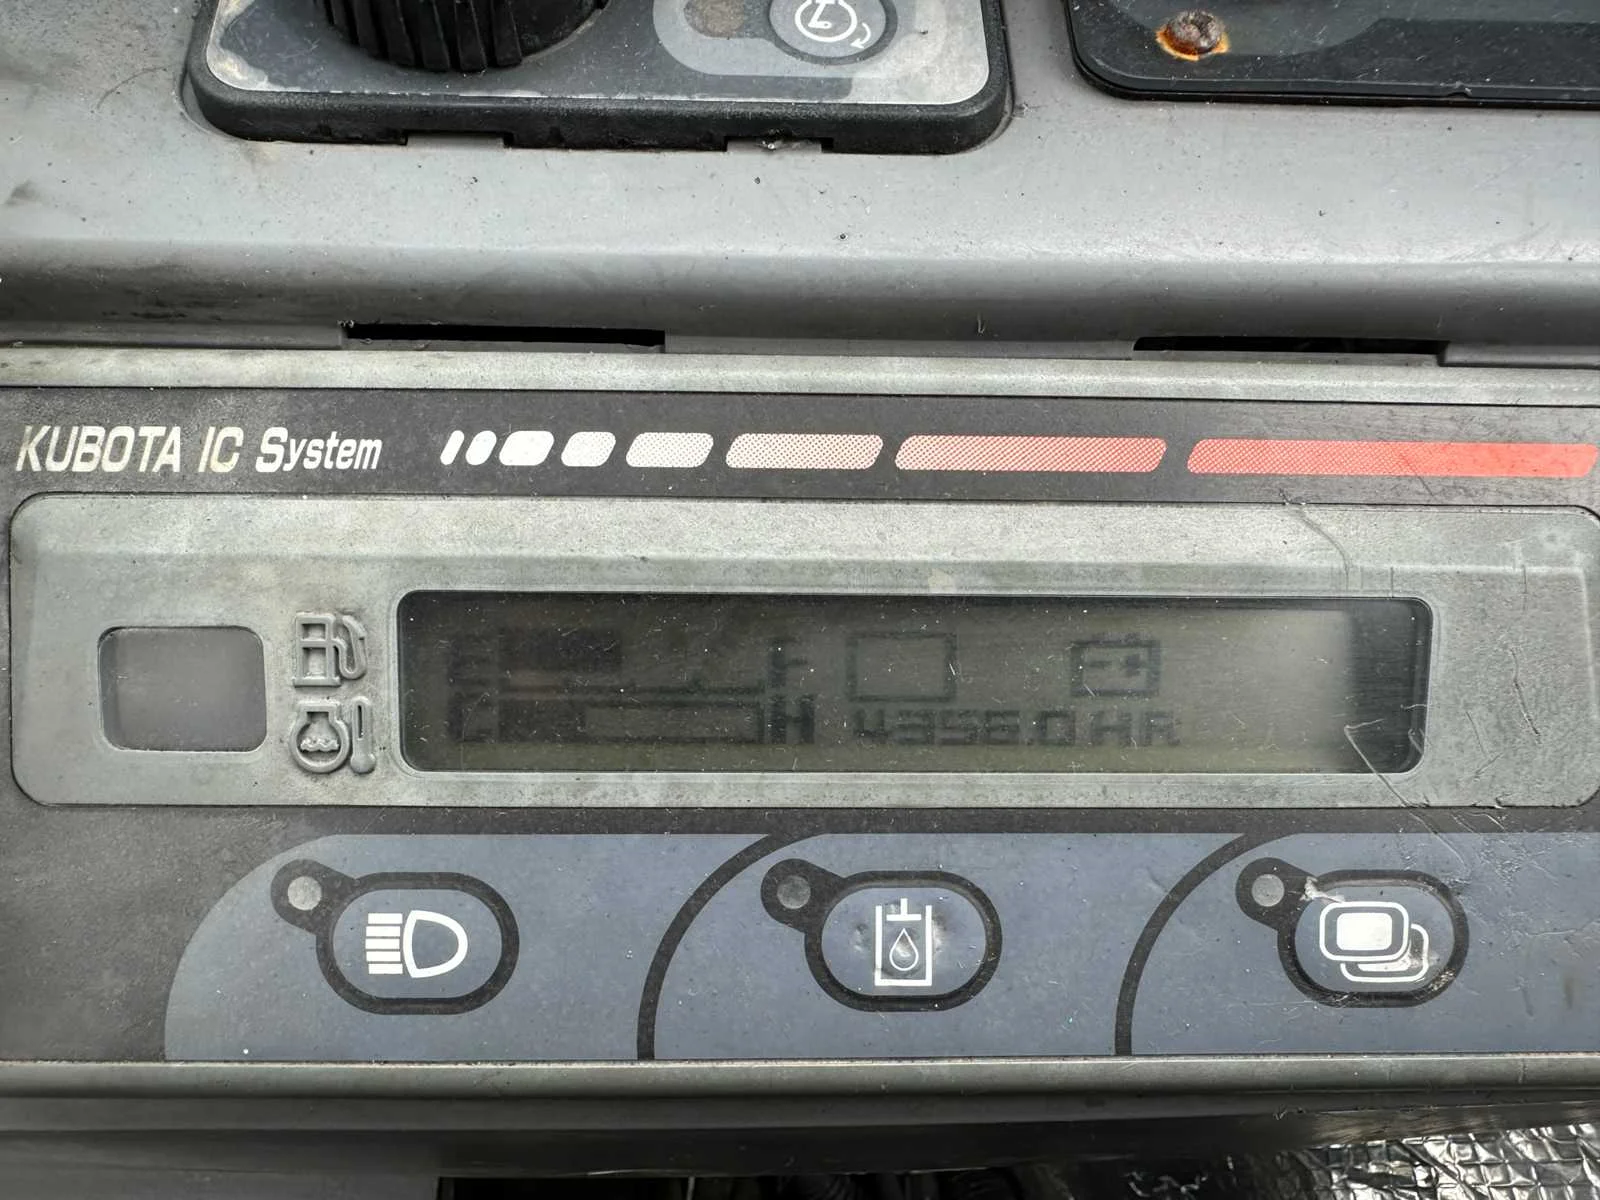 KUBOTA IC System
E F
C H 4356.0 HR